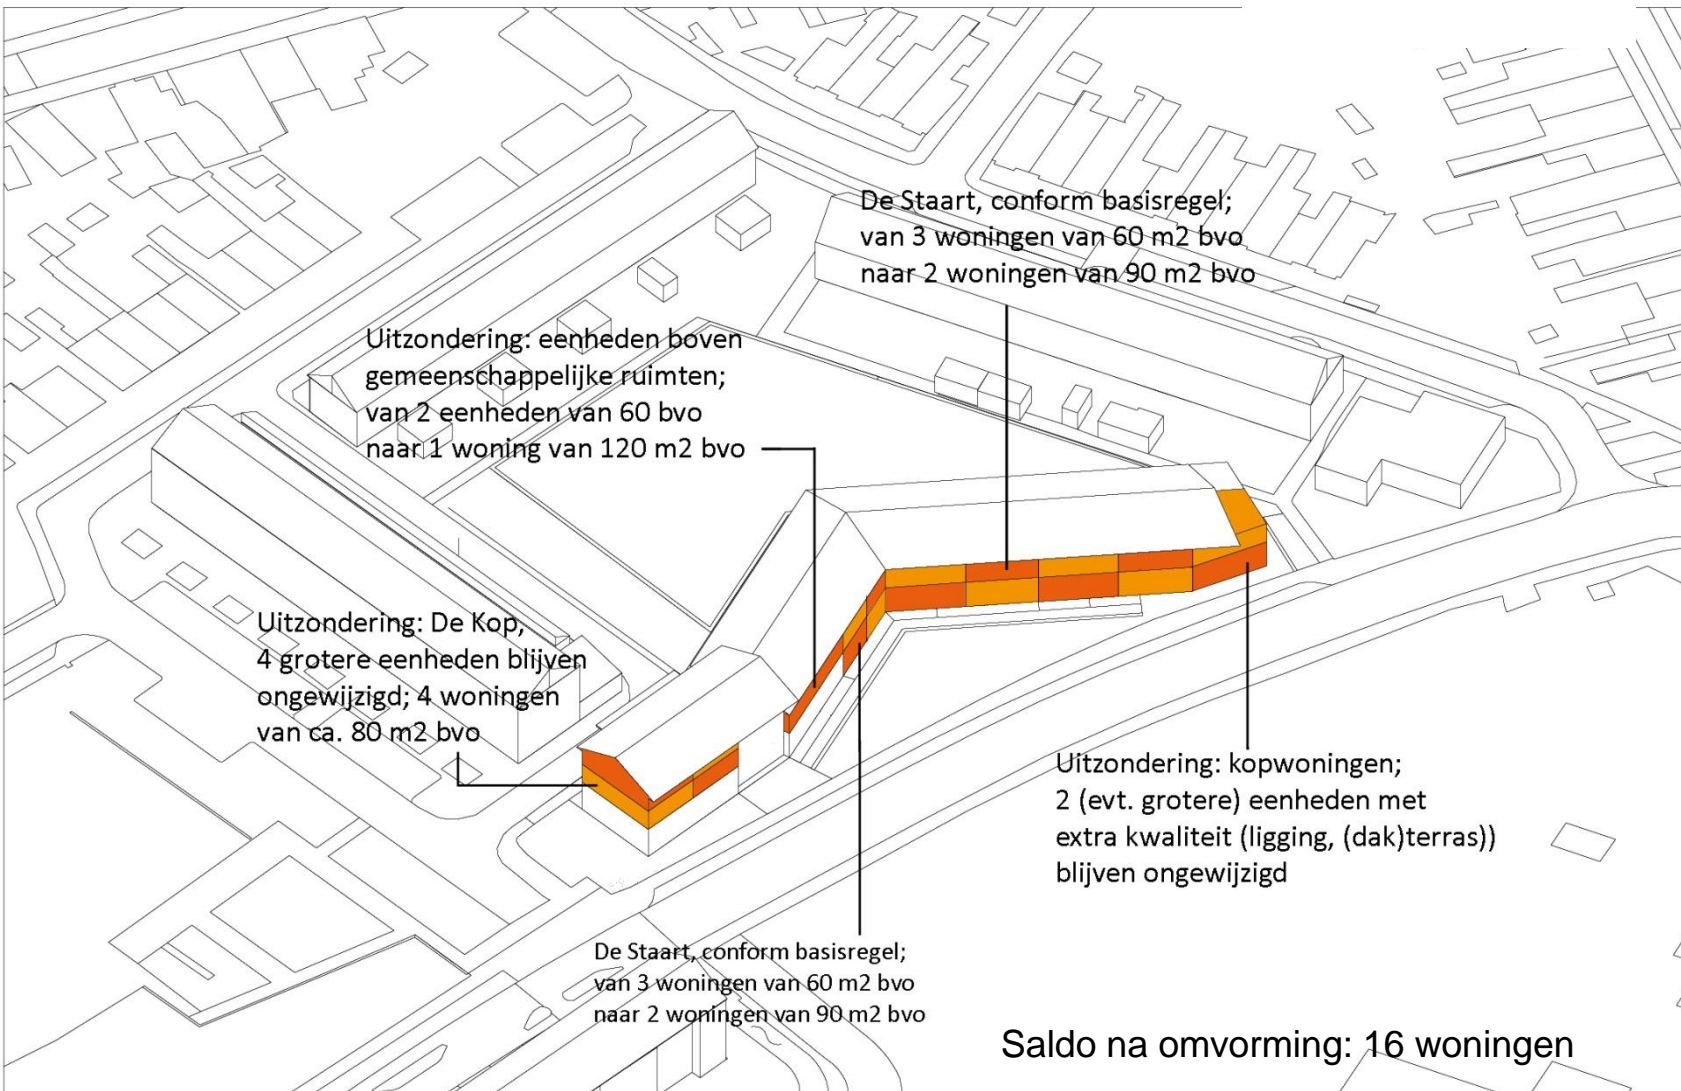 De Staart, conform basisregel;
van 3 woningen van 60 m2 bvo
naar 2 woningen van 90 m2 bvo
Uitzondering: eenheden boven
gemeenschappelijke ruimten;
van 2 eenheden van 60 bvo
naar 1 woning van 120 m2 bvo
Uitzondering: De Kop,
4 grotere eenheden blijven
ongewijzigd; 4 woningen
van ca. 80 m2 bvo
Uitzondering: kopwoningen;
2 (evt. grotere) eenheden met
extra kwaliteit (ligging, (dak)terras))
blijven ongewijzigd
De Staart, conform basisregel;
van 3 woningen van 60 m2 bvo
naar 2 woningen van 90 m2 bvo
Saldo na omvorming: 16 woningen